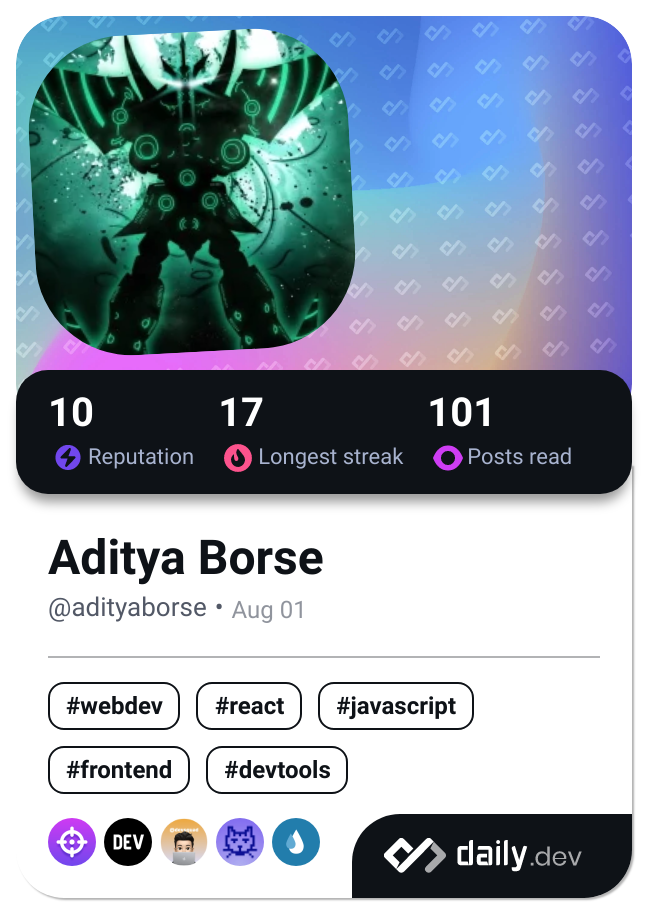 10 17 101
Reputation Longest streak Posts read
Aditya Borse
@adityaborse • Aug 01
#webdev #react #javascript
#frontend #devtools
DEV
daily.dev